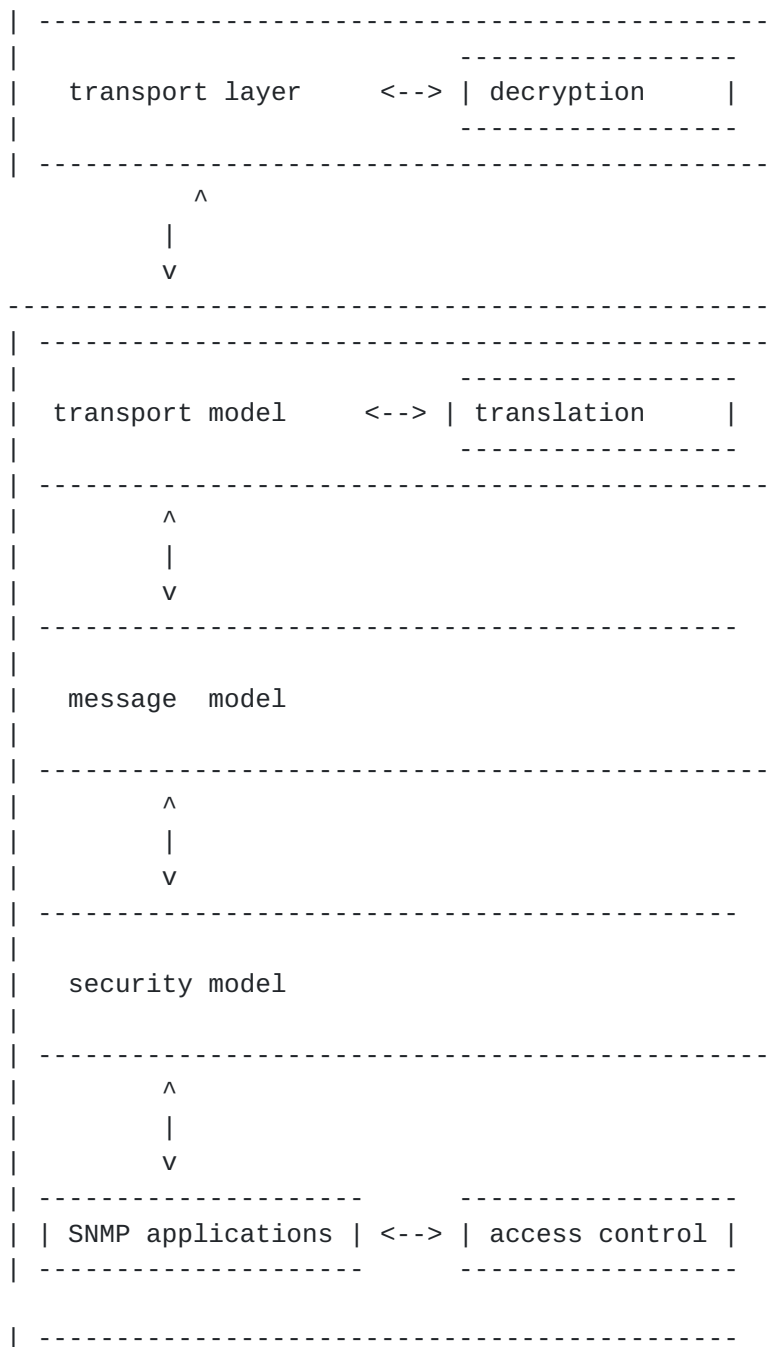 | -----------------------------------------------
|                            ------------------
|   transport layer     <--> | decryption     |
|                            ------------------
| -----------------------------------------------
            ^
          |
          v
-------------------------------------------------
| -----------------------------------------------
|                            ------------------
|  transport model     <--> | translation     |
|                            ------------------
| -----------------------------------------------
|         ^
|         |
|         v
| ---------------------------------------------
|
|   message  model
|
| -----------------------------------------------
|         ^
|         |
|         v
| ---------------------------------------------
|
|   security model
|
| -----------------------------------------------
|         ^
|         |
|         v
| ---------------------      ------------------
| | SNMP applications | <--> | access control |
| ---------------------      ------------------
| ---------------------------------------------